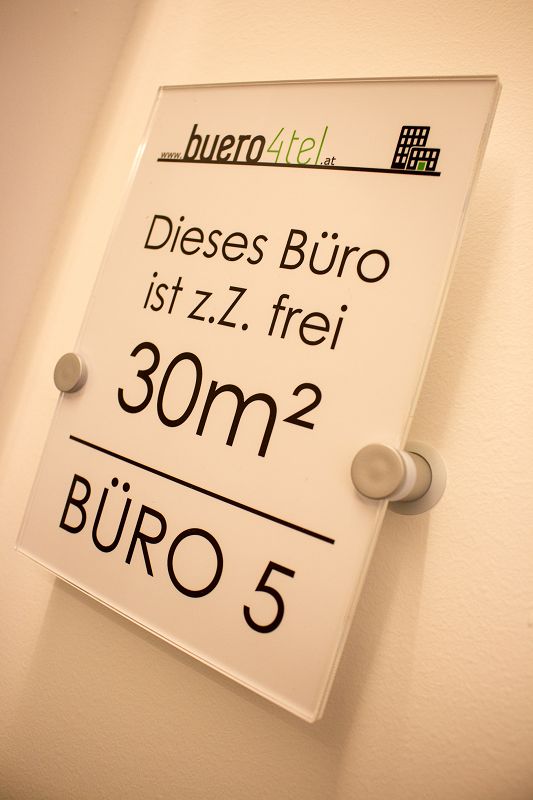 www.buero4tel.at
Dieses Büro
ist z.Z. frei
30m²
BÜRO 5